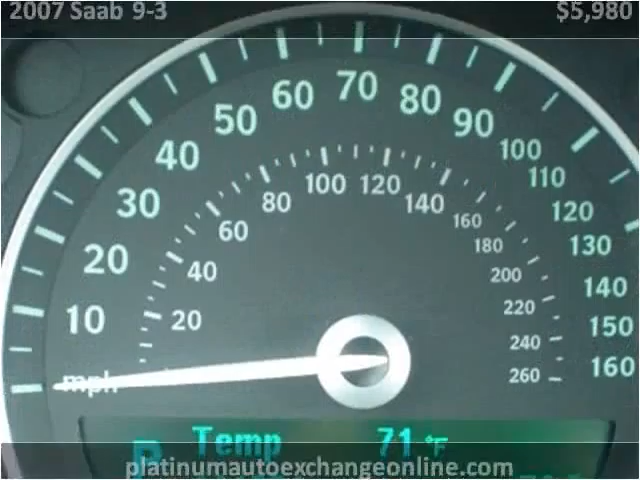 2007 Saab 9-3 $5,980
70
60 80
50 90
40 100
100 120
30 80 140 110
60 160 120
20 40 180 130
200 140
10 20 220 150
240 160
mph 260
Temp 71 °F
P
platinumautoexchangeonline.com